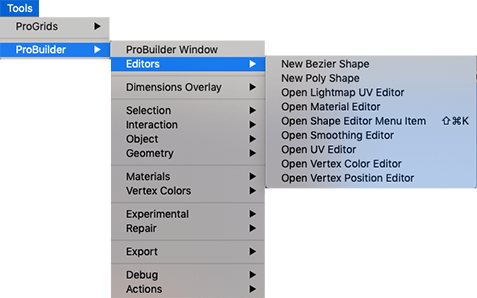 Tools
ProGrids
ProBuilder
ProBuilder Window
Editors
Dimensions Overlay
Selection
Interaction
Object
Geometry
Materials
Vertex Colors
Experimental
Repair
Export
Debug
Actions
New Bezier Shape
New Poly Shape
Open Lightmap UV Editor
Open Material Editor
Open Shape Editor Menu Item ⇧⌘K
Open Smoothing Editor
Open UV Editor
Open Vertex Color Editor
Open Vertex Position Editor